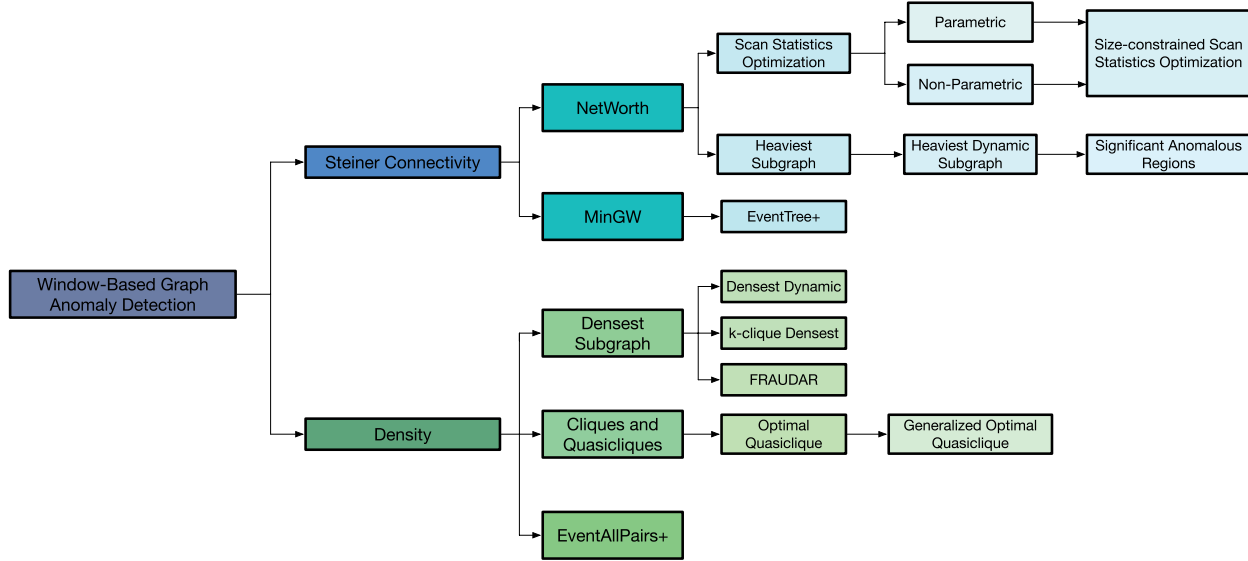 Window-Based Graph
Anomaly Detection
Steiner Connectivity
NetWorth
Scan Statistics
Optimization
Parametric
Non-Parametric
Size-constrained Scan
Statistics Optimization
Heaviest
Subgraph
Heaviest Dynamic
Subgraph
Significant Anomalous
Regions
MinGW
EventTree+
Density
Densest
Subgraph
Densest Dynamic
k-clique Densest
FRAUDAR
Cliques and
Quasicliques
Optimal
Quasiclique
Generalized Optimal
Quasiclique
EventAllPairs+